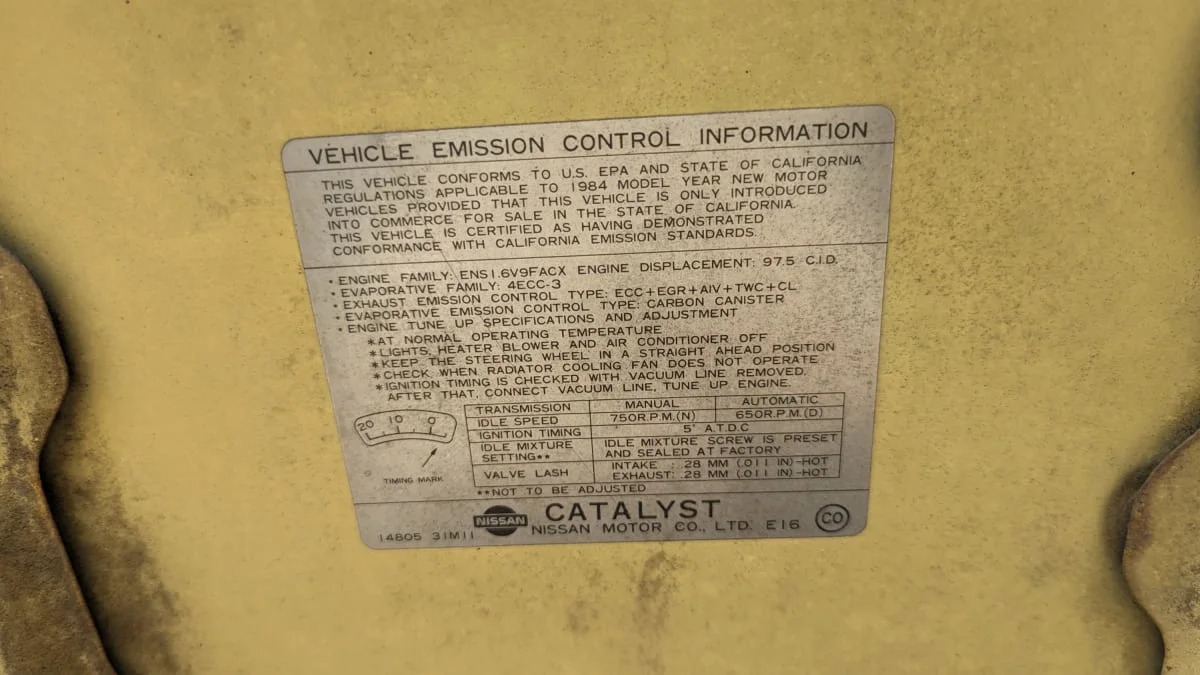 VEHICLE EMISSION CONTROL INFORMATION
THIS VEHICLE CONFORMS TO U.S. EPA AND STATE OF CALIFORNIA
REGULATIONS APPLICABLE TO 1984 MODEL YEAR NEW MOTOR
VEHICLES PROVIDED THAT THIS VEHICLE IS ONLY INTRODUCED
INTO COMMERCE FOR SALE IN THE STATE OF CALIFORNIA.
THIS VEHICLE IS CERTIFIED AS HAVING DEMONSTRATED
CONFORMANCE WITH CALIFORNIA EMISSION STANDARDS.
• ENGINE FAMILY: ENS1.6V9FACX ENGINE DISPLACEMENT: 97.5 C.I.D.
• EVAPORATIVE FAMILY: 4ECC-3
• EXHAUST EMISSION CONTROL TYPE: ECC+EGR+AIV+TWC+CL
• EVAPORATIVE EMISSION CONTROL TYPE: CARBON CANISTER
• ENGINE TUNE UP SPECIFICATIONS AND ADJUSTMENT
*AT NORMAL OPERATING TEMPERATURE
*LIGHTS, HEATER BLOWER AND AIR CONDITIONER OFF
*KEEP THE STEERING WHEEL IN A STRAIGHT AHEAD POSITION
*CHECK WHEN RADIATOR COOLING FAN DOES NOT OPERATE
*IGNITION TIMING IS CHECKED WITH VACUUM LINE REMOVED.
AFTER THAT, CONNECT VACUUM LINE, TUNE UP ENGINE.
20 10 0
TIMING MARK
TRANSMISSION MANUAL AUTOMATIC
IDLE SPEED 750R.P.M.(N) 650R.P.M.(D)
IGNITION TIMING 5° A.T.D.C
IDLE MIXTURE SETTING** IDLE MIXTURE SCREW IS PRESET
AND SEALED AT FACTORY
VALVE LASH INTAKE : .28 MM (.011 IN)-HOT
EXHAUST: .28 MM (.011 IN)-HOT
**NOT TO BE ADJUSTED
NISSAN CATALYST
NISSAN MOTOR CO., LTD. E16 CO
14805 31M11